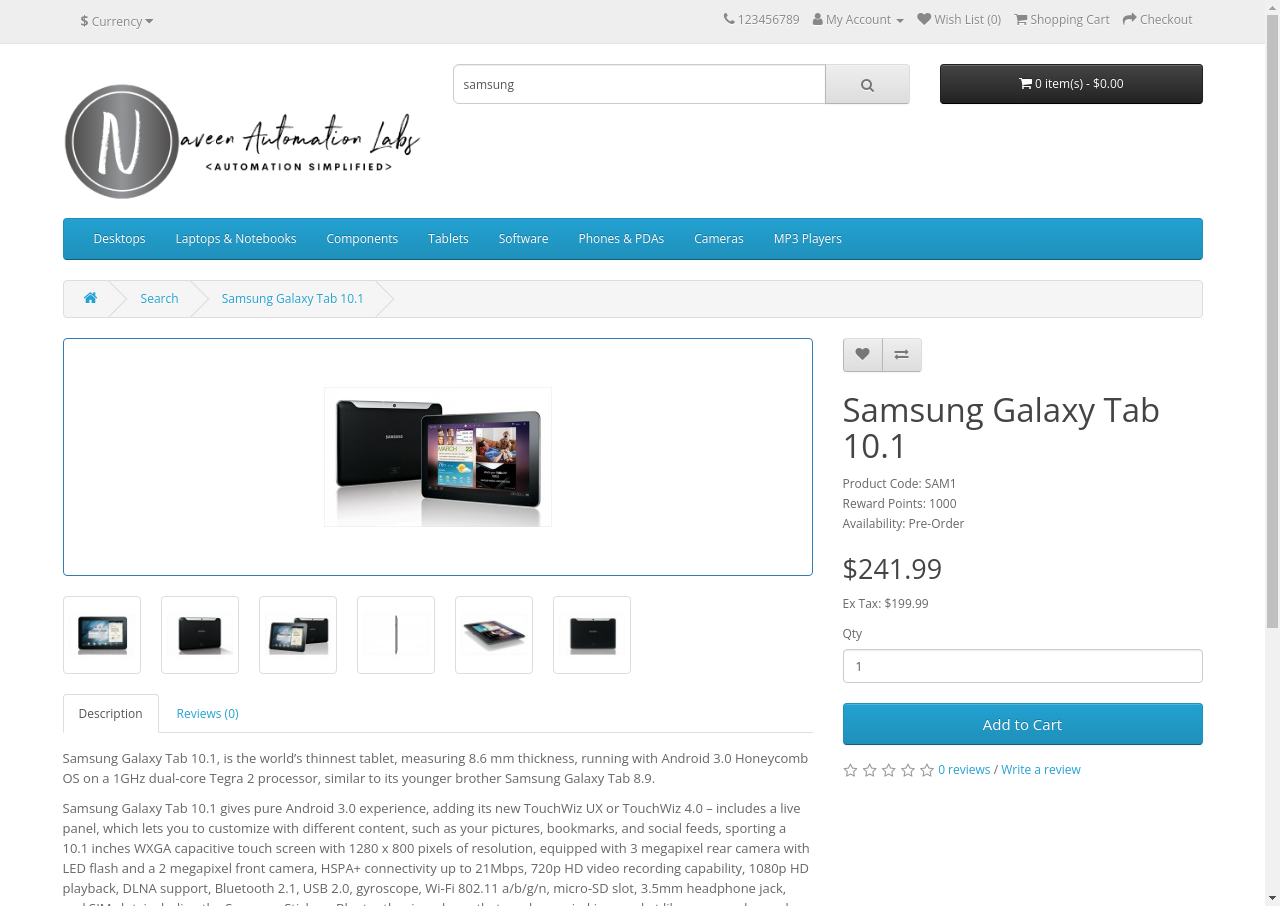 $ Currency
123456789 My Account Wish List (0) Shopping Cart Checkout
samsung
0 item(s) - $0.00
N aveen Automation Labs
<AUTOMATION SIMPLIFIED>
Desktops Laptops & Notebooks Components Tablets Software Phones & PDAs Cameras MP3 Players
Search Samsung Galaxy Tab 10.1
Samsung Galaxy Tab
10.1
Product Code: SAM1
Reward Points: 1000
Availability: Pre-Order
$241.99
Ex Tax: $199.99
Qty
1
Add to Cart
0 reviews / Write a review
SAMSUNG
MARCH 22
Description Reviews (0)
Samsung Galaxy Tab 10.1, is the world’s thinnest tablet, measuring 8.6 mm thickness, running with Android 3.0 Honeycomb
OS on a 1GHz dual-core Tegra 2 processor, similar to its younger brother Samsung Galaxy Tab 8.9.
Samsung Galaxy Tab 10.1 gives pure Android 3.0 experience, adding its new TouchWiz UX or TouchWiz 4.0 – includes a live
panel, which lets you to customize with different content, such as your pictures, bookmarks, and social feeds, sporting a
10.1 inches WXGA capacitive touch screen with 1280 x 800 pixels of resolution, equipped with 3 megapixel rear camera with
LED flash and a 2 megapixel front camera, HSPA+ connectivity up to 21Mbps, 720p HD video recording capability, 1080p HD
playback, DLNA support, Bluetooth 2.1, USB 2.0, gyroscope, Wi-Fi 802.11 a/b/g/n, micro-SD slot, 3.5mm headphone jack,